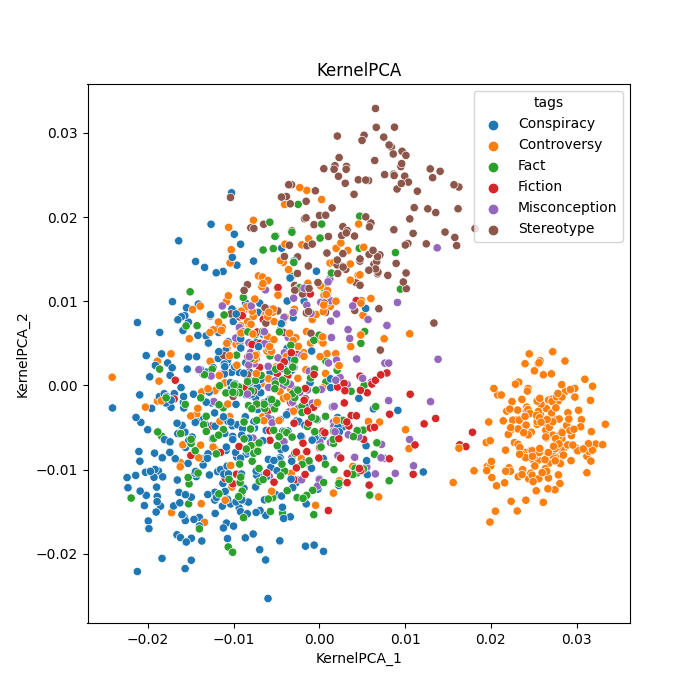 KernelPCA
tags
Conspiracy
Controversy
Fact
Fiction
Misconception
Stereotype
0.03
0.02
0.01
0.00
−0.01
−0.02
KernelPCA_2
−0.02 −0.01 0.00 0.01 0.02 0.03
KernelPCA_1